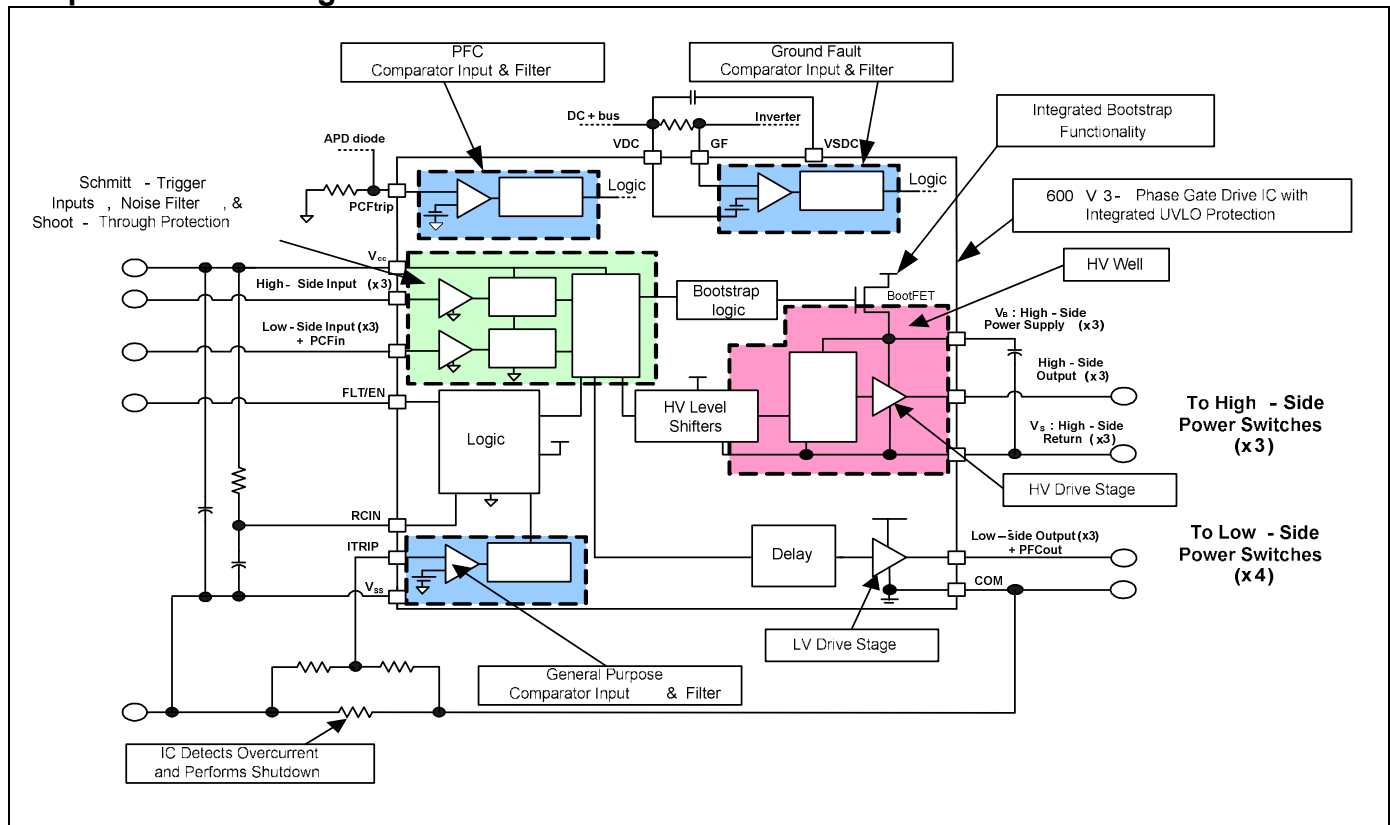 PFC
Comparator Input & Filter
Ground Fault
Comparator Input & Filter
Integrated Bootstrap
Functionality
DC + bus
Inverter
APD diode
VDC
GF
VSDC
Schmitt - Trigger
Inputs , Noise Filter , &
Shoot - Through Protection
PCFtrip
Logic
Logic
600 V 3 - Phase Gate Drive IC with
Integrated UVLO Protection
Vcc
HV Well
High - Side Input (x3)
Bootstrap
logic
BootFET
VB : High - Side
Power Supply (x3)
Low - Side Input (x3)
+ PCFin
High - Side
Output (x3)
FLT/EN
HV Level
Shifters
To High - Side
Power Switches
(x3)
Logic
VS : High - Side
Return (x3)
HV Drive Stage
RCIN
ITRIP
Delay
Low – side Output (x3)
+ PFCout
To Low - Side
Power Switches
(x4)
COM
Vss
LV Drive Stage
General Purpose
Comparator Input & Filter
IC Detects Overcurrent
and Performs Shutdown